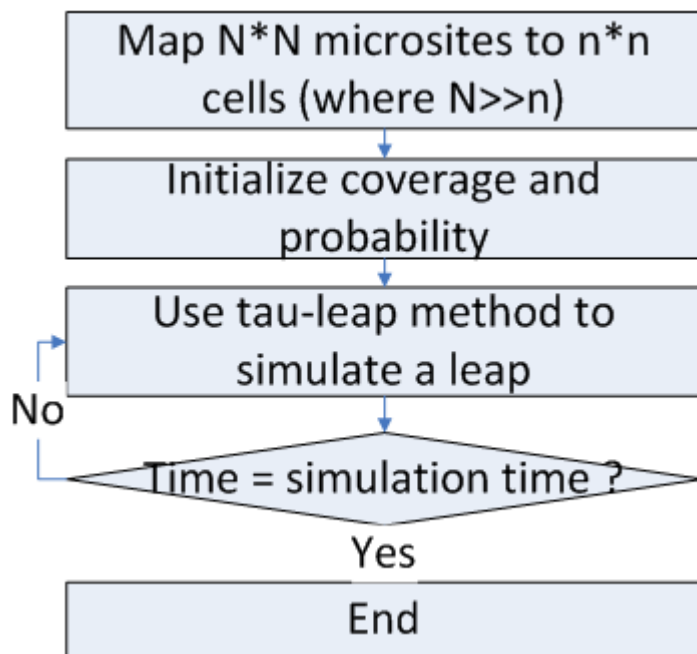 Map N*N microsites to n*n
cells (where N>>n)
Initialize coverage and
probability
Use tau-leap method to
simulate a leap
No
Time = simulation time ?
Yes
End